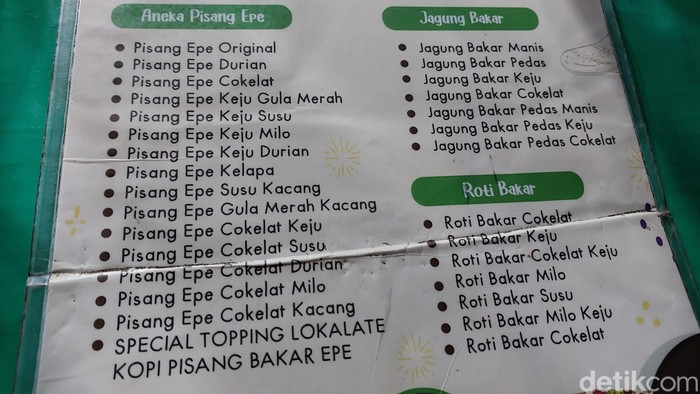 Aneka Pisang Epe
Pisang Epe Original
Pisang Epe Durian
Pisang Epe Cokelat
Pisang Epe Keju Gula Merah
Pisang Epe Keju Susu
Pisang Epe Keju Milo
Pisang Epe Keju Durian
Pisang Epe Kelapa
Pisang Epe Susu Kacang
Pisang Epe Gula Merah Kacang
Pisang Epe Cokelat Keju
Pisang Epe Cokelat Susu
Pisang Epe Cokelat Durian
Pisang Epe Cokelat Milo
Pisang Epe Cokelat Kacang
SPECIAL TOPPING LOKALATE
KOPI PISANG BAKAR EPE
Jagung Bakar
Jagung Bakar Manis
Jagung Bakar Pedas
Jagung Bakar Keju
Jagung Bakar Cokelat
Jagung Bakar Pedas Manis
Jagung Bakar Pedas Keju
Jagung Bakar Pedas Cokelat
Roti Bakar
Roti Bakar Cokelat
Roti Bakar Keju
Roti Bakar Cokelat Keju
Roti Bakar Milo
Roti Bakar Susu
Roti Bakar Milo Keju
Roti Bakar Cokelat
detikcom